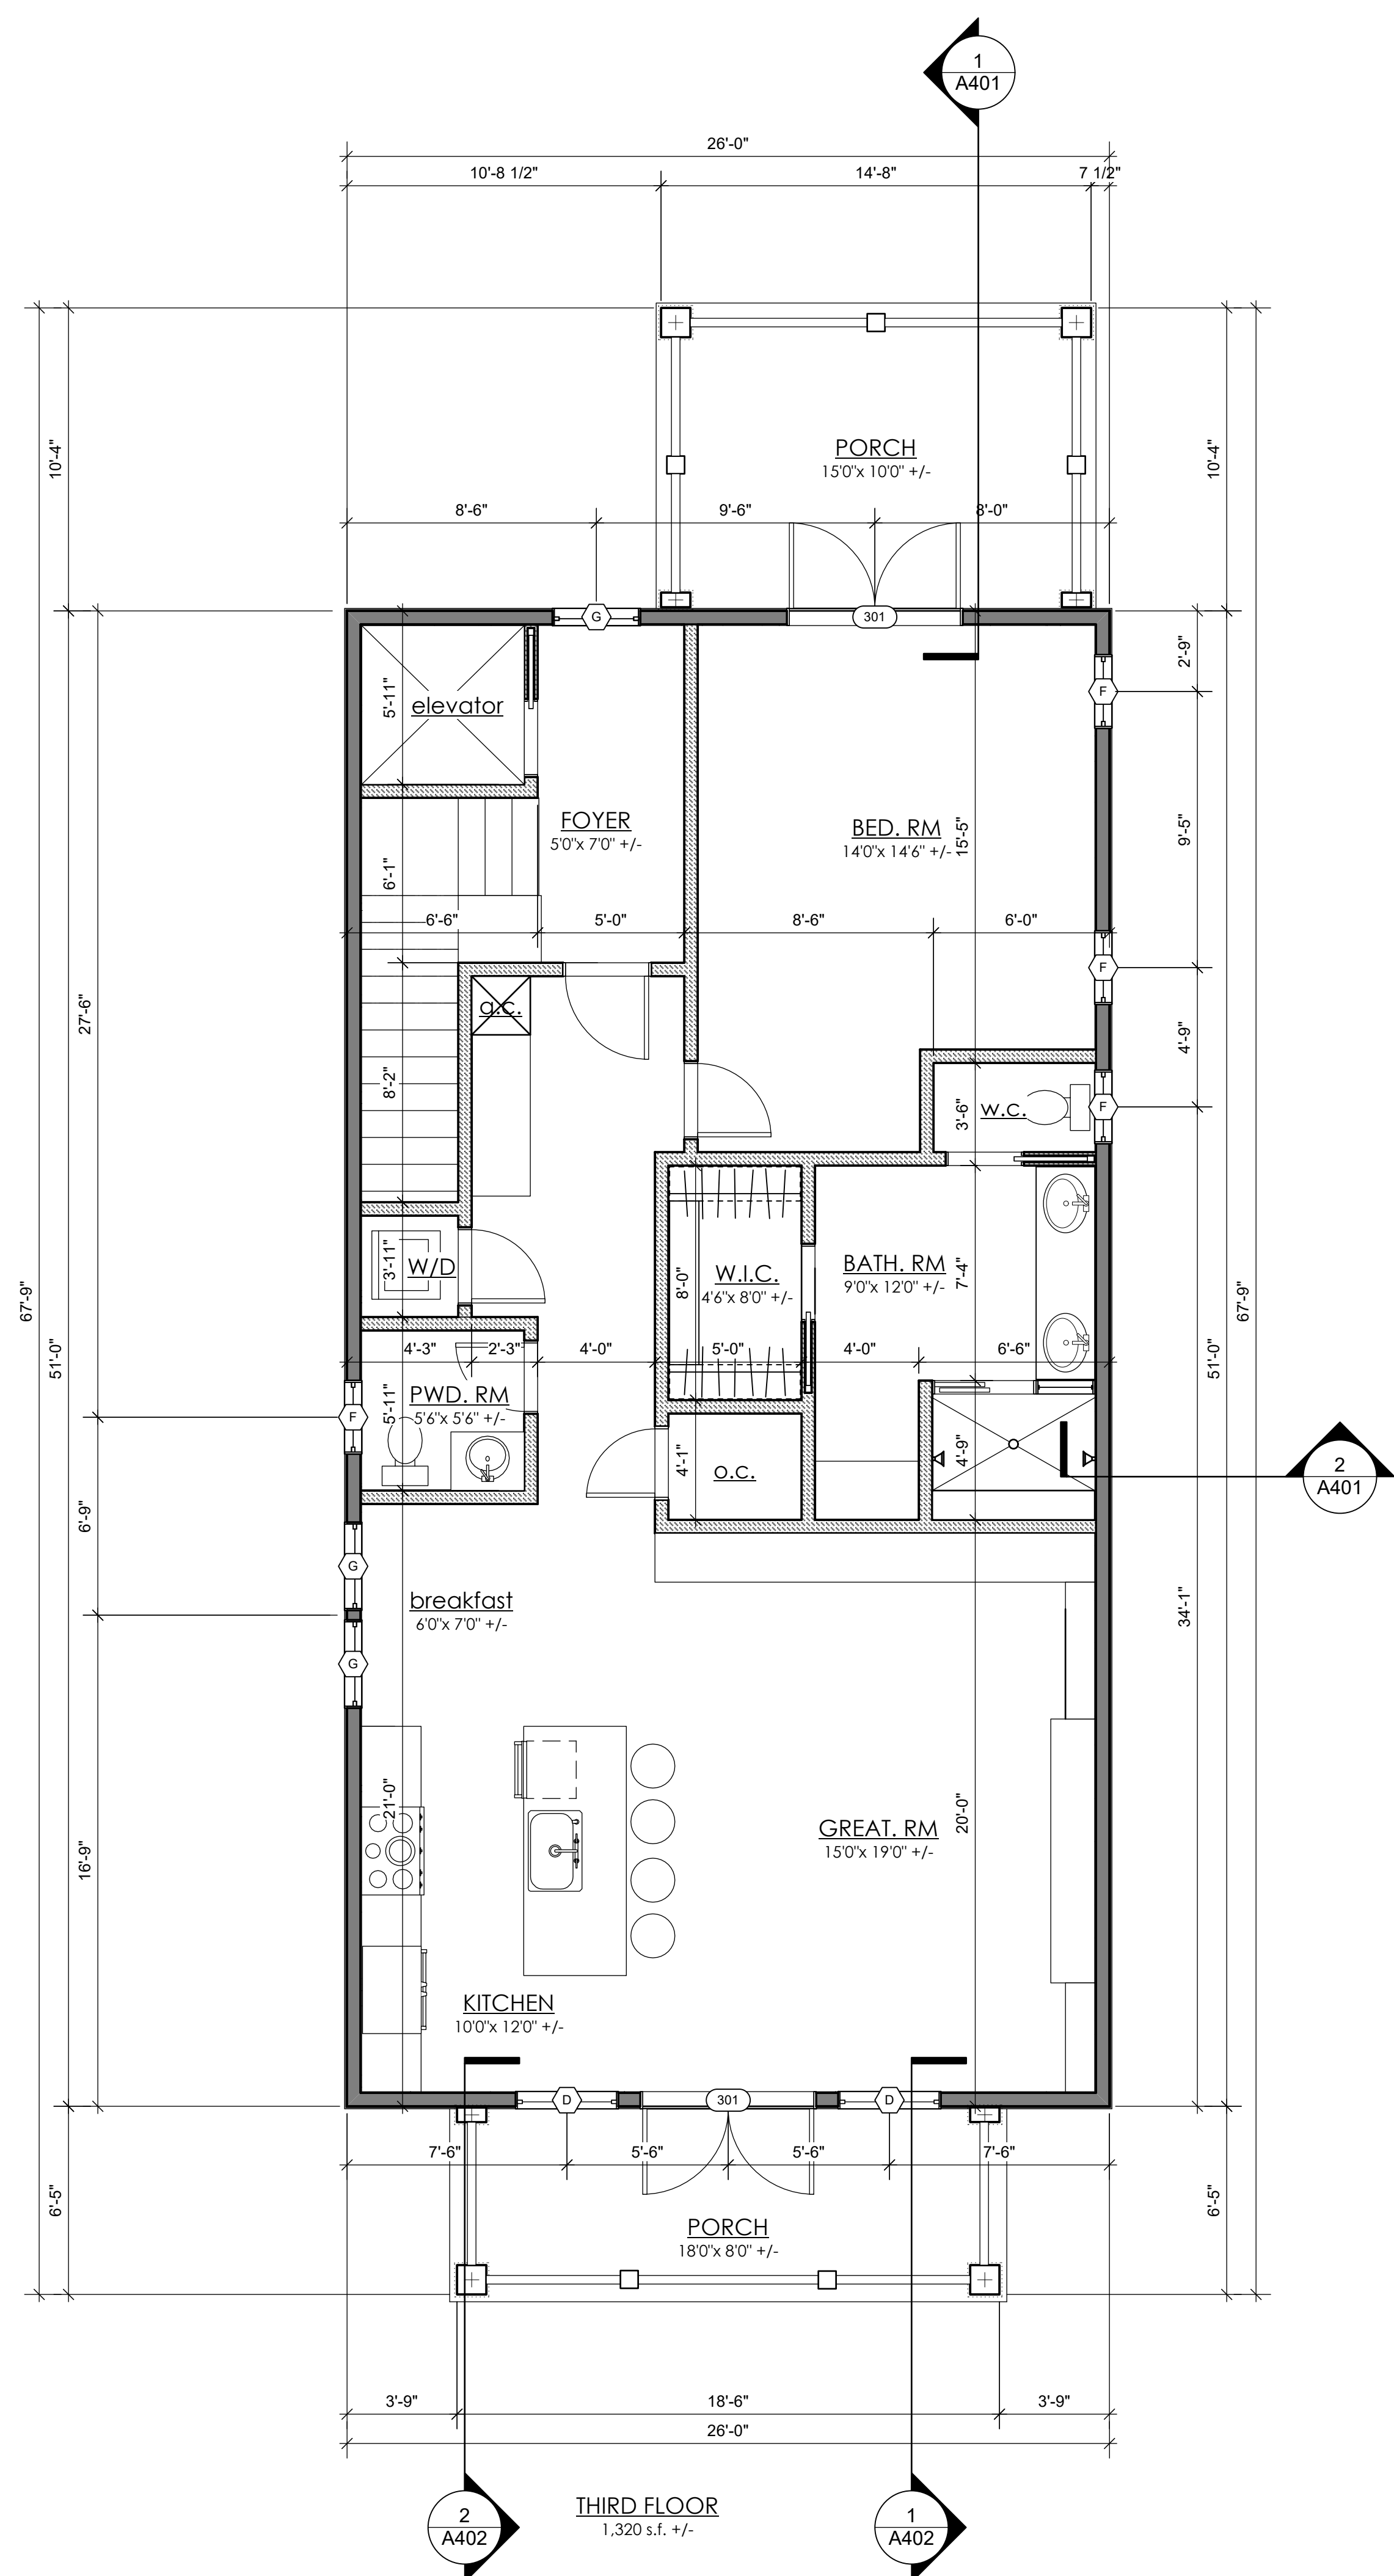 1
A401
26'-0"
10'-8 1/2"
14'-8"
7 1/2"
10'-4"
PORCH
15'0"x 10'0" +/-
10'-4"
8'-6"
9'-6"
8'-0"
G
301
2'-9"
5'-11"
elevator
F
FOYER
5'0"x 7'0" +/-
BED. RM
14'0"x 14'6" +/-
15'-5"
9'-5"
6'-1"
6'-6"
5'-0"
8'-6"
6'-0"
F
27'-6"
a.c.
4'-9"
8'-2"
3'-6"
w.c.
F
3'-11"
W/D
8'-0"
W.I.C.
4'6"x 8'0" +/-
BATH. RM
9'0"x 12'0" +/-
7'-4"
67'-9"
51'-0"
4'-3"
2'-3"
4'-0"
5'-0"
4'-0"
6'-6"
51'-0"
67'-9"
F
5'-11"
PWD. RM
5'6"x 5'6" +/-
4'-1"
o.c.
4'-9"
2
A401
6'-9"
G
breakfast
6'0"x 7'0" +/-
34'-1"
G
21'-0"
16'-9"
GREAT. RM
15'0"x 19'0" +/-
20'-0"
KITCHEN
10'0"x 12'0" +/-
D
301
D
7'-6"
5'-6"
5'-6"
7'-6"
6'-5"
PORCH
18'0"x 8'0" +/-
6'-5"
3'-9"
18'-6"
3'-9"
26'-0"
2
A402
THIRD FLOOR
1,320 s.f. +/-
1
A402